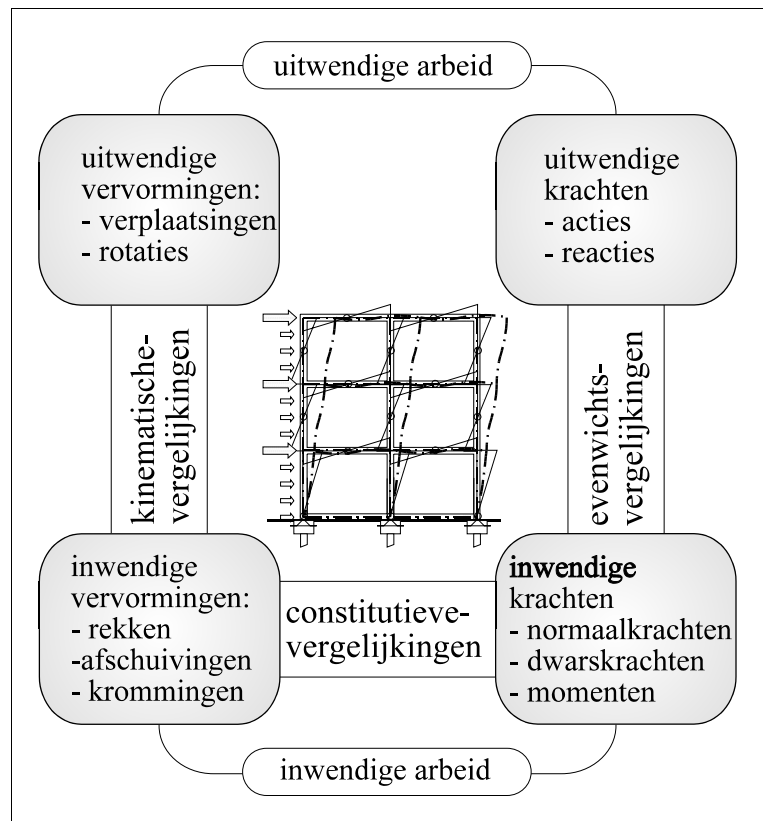 uitwendige arbeid
uitwendige
vervormingen:
- verplaatsingen
- rotaties
uitwendige
krachten
- acties
- reacties
kinematische-
vergelijkingen
evenwichts-
vergelijkingen
inwendige
vervormingen:
- rekken
-afschuivingen
- krommingen
constitutieve-
vergelijkingen
inwendige
krachten
- normaalkrachten
- dwarskrachten
- momenten
inwendige arbeid